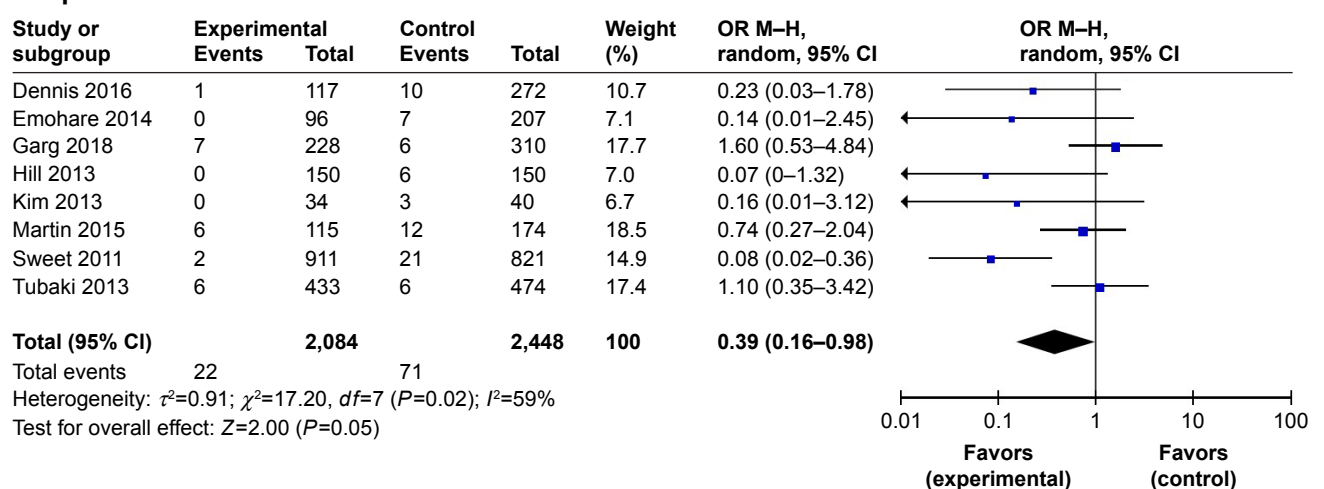 Study or Experimental Control Weight OR M–H, OR M–H,
subgroup Events Total Events Total (%) random, 95% CI random, 95% CI
Dennis 2016 1 117 10 272 10.7 0.23 (0.03–1.78)
Emohare 2014 0 96 7 207 7.1 0.14 (0.01–2.45)
Garg 2018 7 228 6 310 17.7 1.60 (0.53–4.84)
Hill 2013 0 150 6 150 7.0 0.07 (0–1.32)
Kim 2013 0 34 3 40 6.7 0.16 (0.01–3.12)
Martin 2015 6 115 12 174 18.5 0.74 (0.27–2.04)
Sweet 2011 2 911 21 821 14.9 0.08 (0.02–0.36)
Tubaki 2013 6 433 6 474 17.4 1.10 (0.35–3.42)
Total (95% CI) 2,084 2,448 100 0.39 (0.16–0.98)
Total events 22 71
Heterogeneity: τ²=0.91; χ²=17.20, df=7 (P=0.02); I²=59%
Test for overall effect: Z=2.00 (P=0.05)
0.01 0.1 1 10 100
Favors Favors
(experimental) (control)